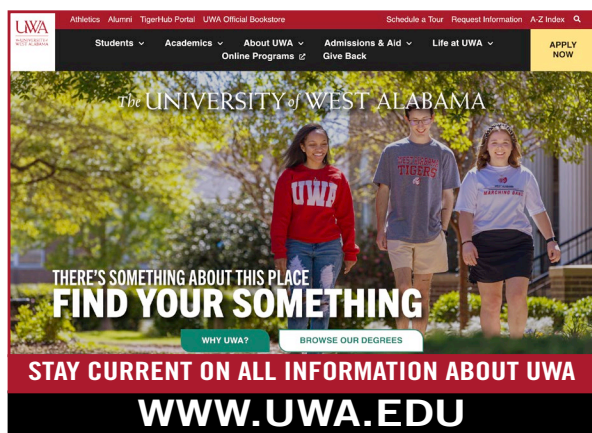 Athletics Alumni TigerHub Portal UWA Official Bookstore Schedule a Tour Request Information A-Z Index
UWA
THE UNIVERSITY OF
WEST ALABAMA
Students Academics About UWA Admissions & Aid Life at UWA
Online Programs Give Back
APPLY
NOW
The UNIVERSITY of WEST ALABAMA
UWA
WEST ALABAMA
TIGERS
MARCHING BAND
THERE'S SOMETHING ABOUT THIS PLACE
FIND YOUR SOMETHING
WHY UWA? BROWSE OUR DEGREES
STAY CURRENT ON ALL INFORMATION ABOUT UWA
WWW.UWA.EDU